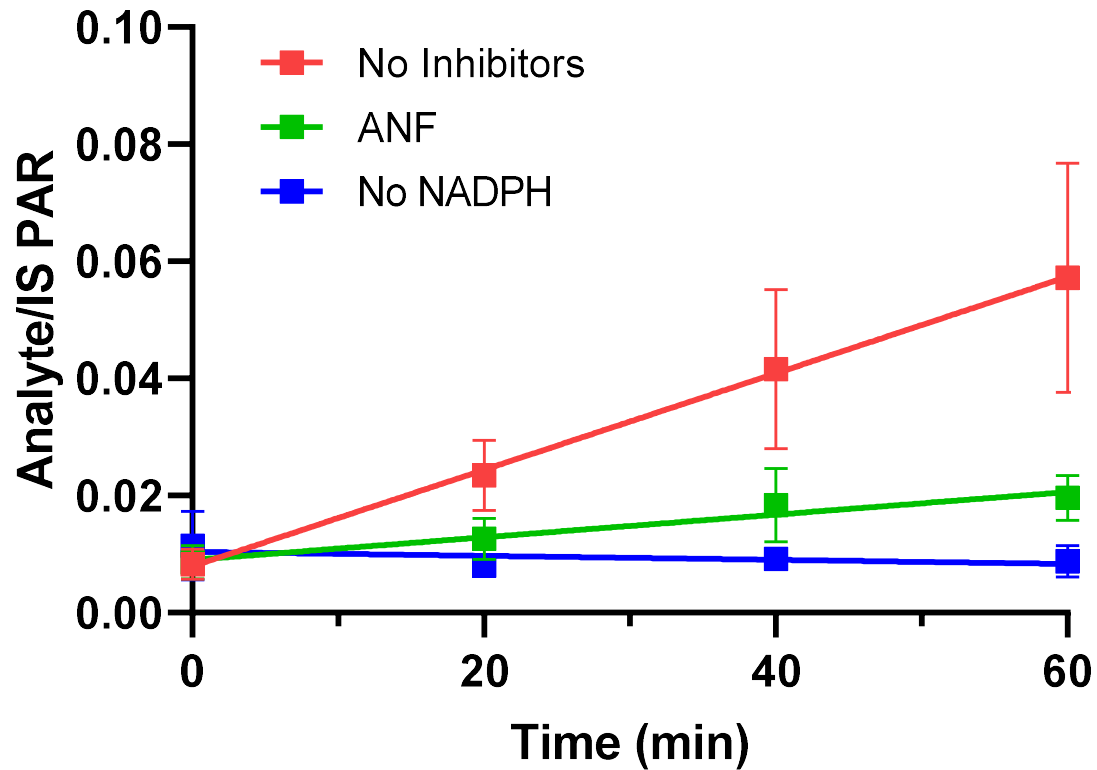 Analyte/IS PAR
0.10
0.08
0.06
0.04
0.02
0.00
No Inhibitors
ANF
No NADPH
0 20 40 60
Time (min)